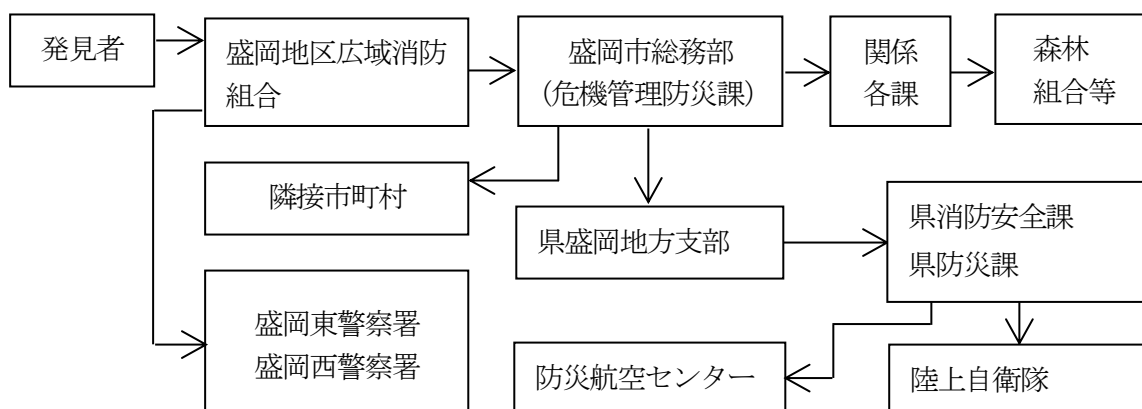 発見者
盛岡地区広域消防
組合
盛岡市総務部
(危機管理防災課)
関係
各課
森林
組合等
隣接市町村
県盛岡地方支部
県消防安全課
県防災課
盛岡東警察署
盛岡西警察署
防災航空センター
陸上自衛隊